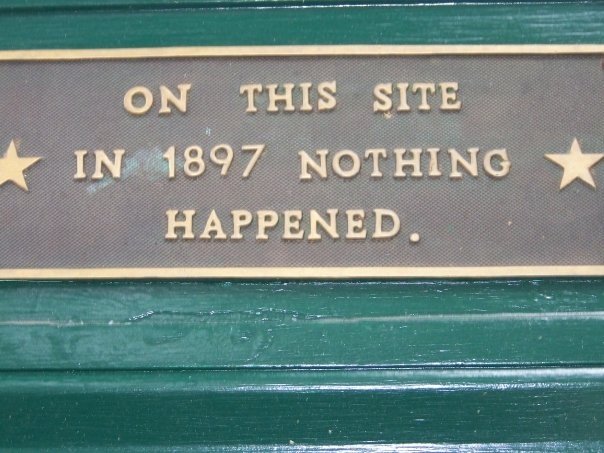 ON THIS SITE
IN 1897 NOTHING
HAPPENED.